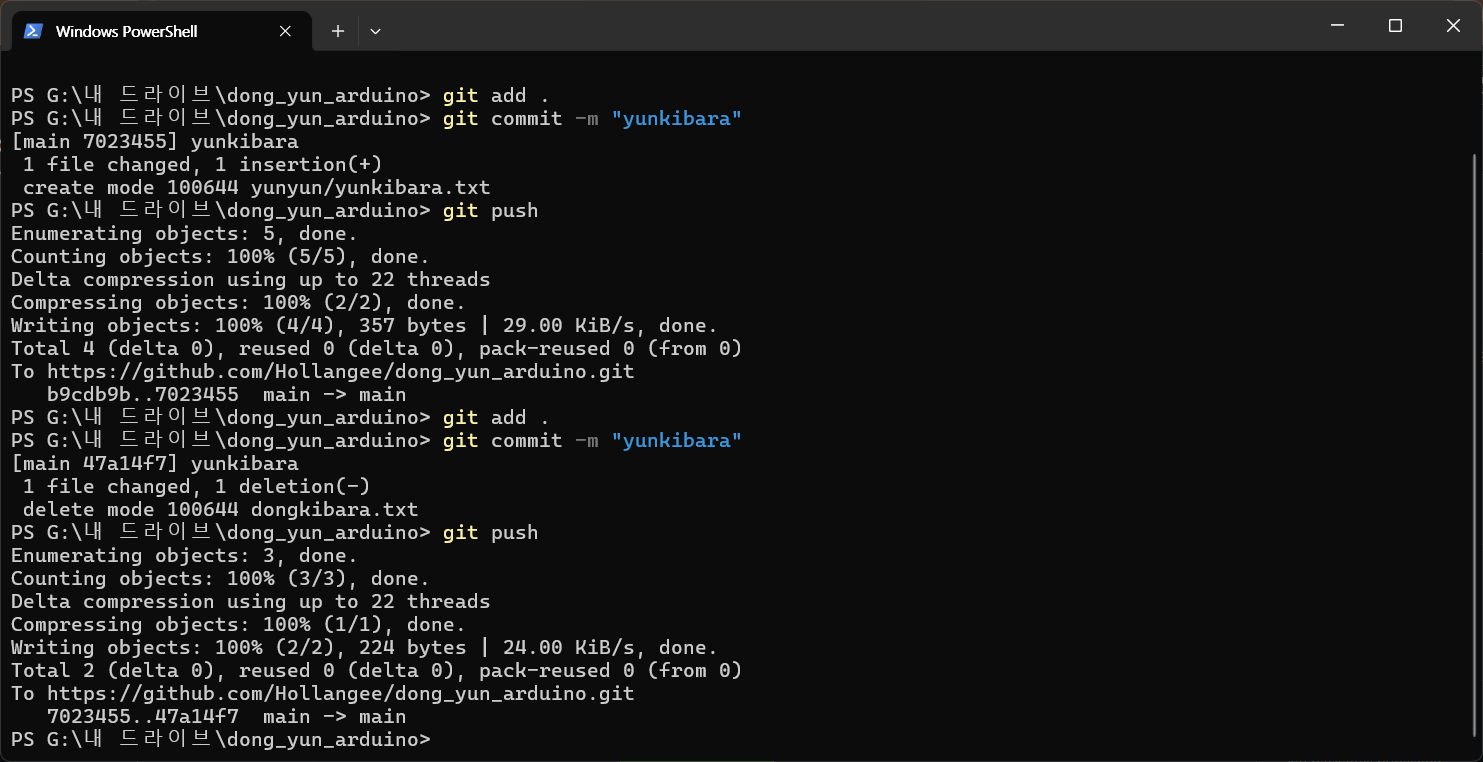 Windows PowerShell
PS G:\내 드라이브\dong_yun_arduino> git add .
PS G:\내 드라이브\dong_yun_arduino> git commit -m "yunkibara"
[main 7023455] yunkibara
 1 file changed, 1 insertion(+)
 create mode 100644 yunyun/yunkibara.txt
PS G:\내 드라이브\dong_yun_arduino> git push
Enumerating objects: 5, done.
Counting objects: 100% (5/5), done.
Delta compression using up to 22 threads
Compressing objects: 100% (2/2), done.
Writing objects: 100% (4/4), 357 bytes | 29.00 KiB/s, done.
Total 4 (delta 0), reused 0 (delta 0), pack-reused 0 (from 0)
To https://github.com/Hollangee/dong_yun_arduino.git
   b9cdb9b..7023455  main -> main
PS G:\내 드라이브\dong_yun_arduino> git add .
PS G:\내 드라이브\dong_yun_arduino> git commit -m "yunkibara"
[main 47a14f7] yunkibara
 1 file changed, 1 deletion(-)
 delete mode 100644 dongkibara.txt
PS G:\내 드라이브\dong_yun_arduino> git push
Enumerating objects: 3, done.
Counting objects: 100% (3/3), done.
Delta compression using up to 22 threads
Compressing objects: 100% (1/1), done.
Writing objects: 100% (2/2), 224 bytes | 24.00 KiB/s, done.
Total 2 (delta 0), reused 0 (delta 0), pack-reused 0 (from 0)
To https://github.com/Hollangee/dong_yun_arduino.git
   7023455..47a14f7  main -> main
PS G:\내 드라이브\dong_yun_arduino>